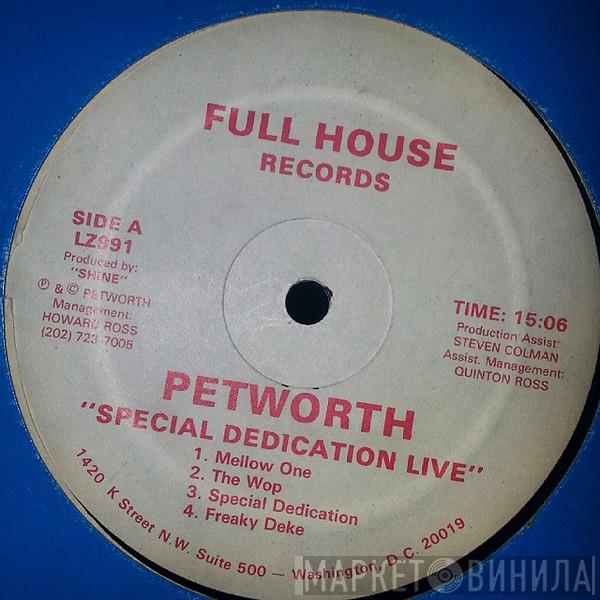 FULL HOUSE
RECORDS
SIDE A
LZ991
Produced by:
"SHINE"
℗ & © PETWORTH
Management:
HOWARD ROSS
(202) 723-7005
TIME: 15:06
Production Assist:
STEVEN COLMAN
Assist. Management:
QUINTON ROSS
PETWORTH
"SPECIAL DEDICATION LIVE"
1. Mellow One
2. The Wop
3. Special Dedication
4. Freaky Deke
1420 K Street N.W. Suite 500 — Washington, D.C. 20019
МАРКЕТ ВИНИЛА